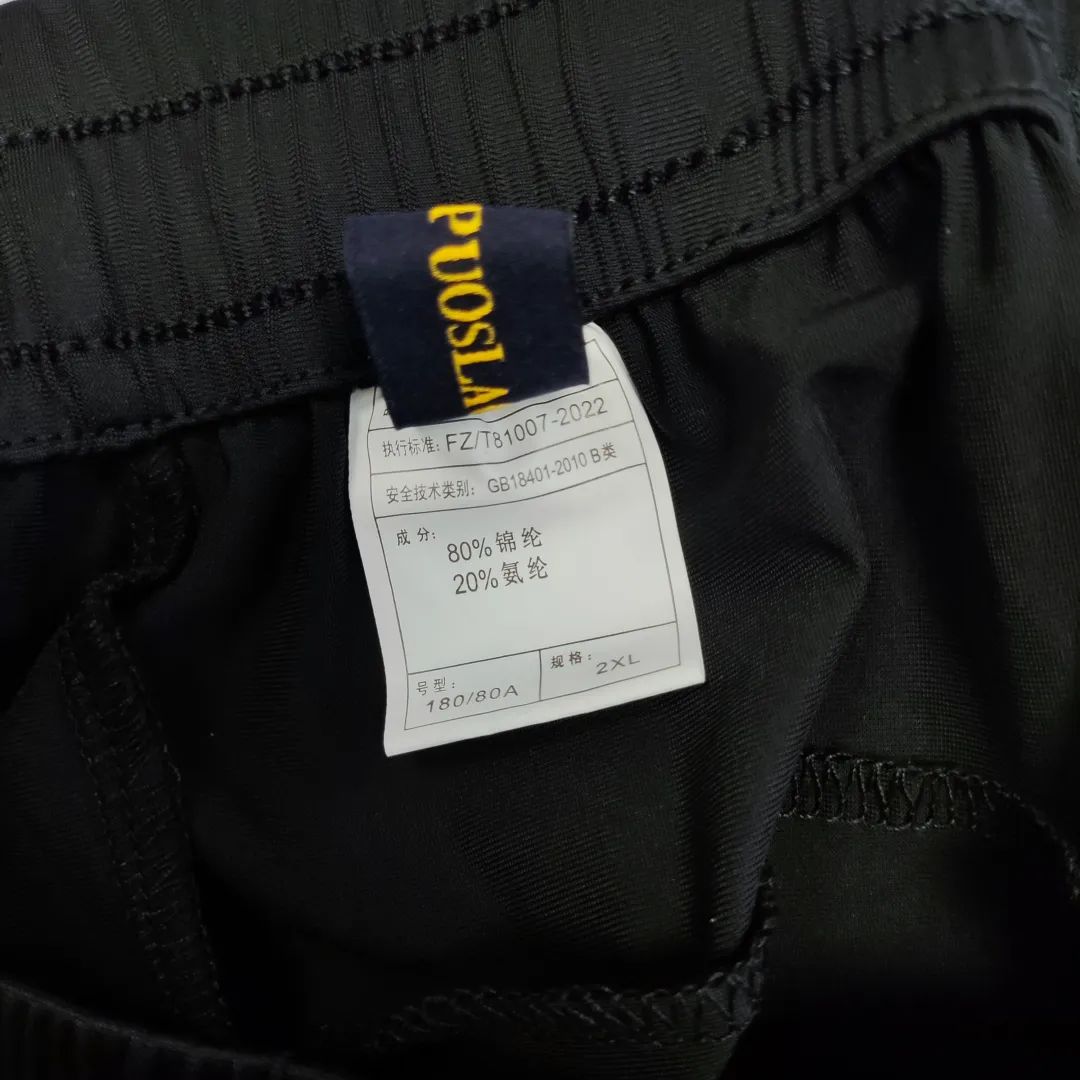 PUOSLA
执行标准: FZ/T81007-2022
安全技术类别: GB18401-2010 B类
成分:
80%锦纶
20%氨纶
号型:
180/80A
规格:
2XL